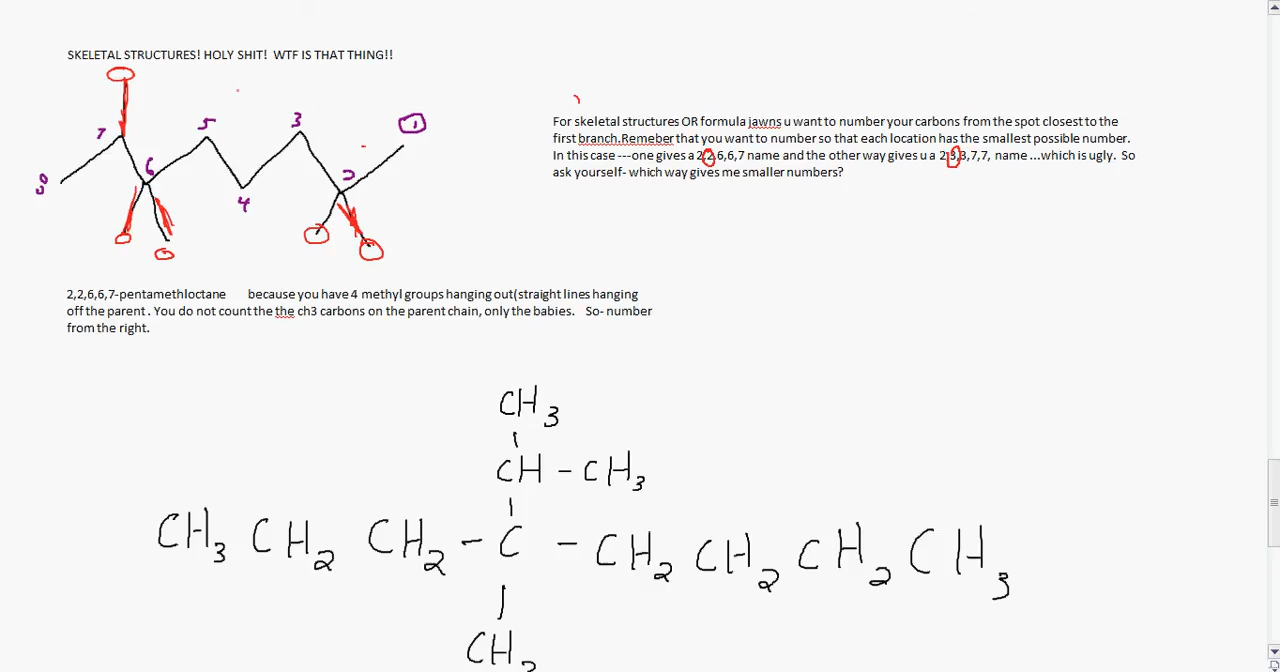 SKELETAL STRUCTURES! HOLY SHIT!  WTF IS THAT THING!!
8 7 6 5 4 3 2 1
For skeletal structures OR formula jawns u want to number your carbons from the spot closest to the
first branch.Remeber that you want to number so that each location has the smallest possible number.
In this case ---one gives a 2,2,6,6,7 name and the other way gives u a 2,3,3,7,7, name ...which is ugly. So
ask yourself- which way gives me smaller numbers?
2,2,6,6,7-pentamethloctane because you have 4 methyl groups hanging out(straight lines hanging
off the parent . You do not count the the ch3 carbons on the parent chain, only the babies. So- number
from the right.
CH3
CH - CH3
CH3 CH2 CH2 - C - CH2 CH2 CH2 CH3
CH